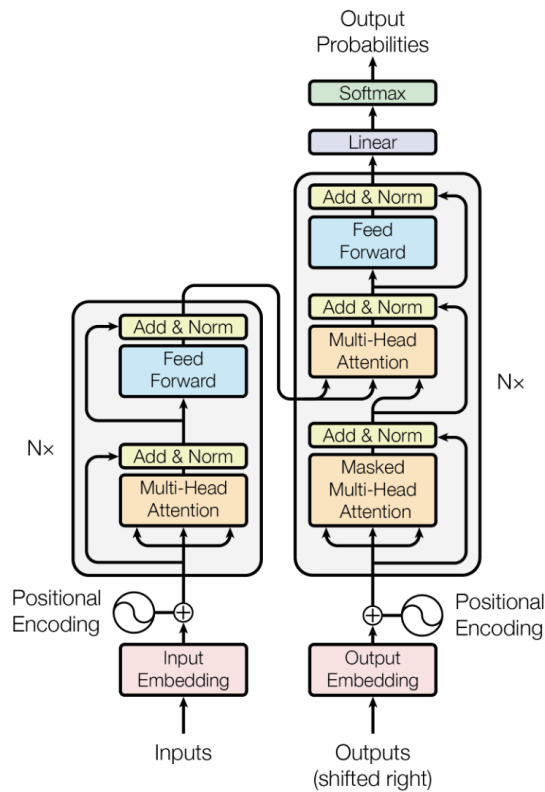 Output
Probabilities
Softmax
Linear
Add & Norm
Feed
Forward
Add & Norm
Multi-Head
Attention
Add & Norm
Masked
Multi-Head
Attention
N×
Add & Norm
Feed
Forward
Add & Norm
Multi-Head
Attention
N×
Positional
Encoding
Positional
Encoding
Input
Embedding
Output
Embedding
Inputs
Outputs
(shifted right)